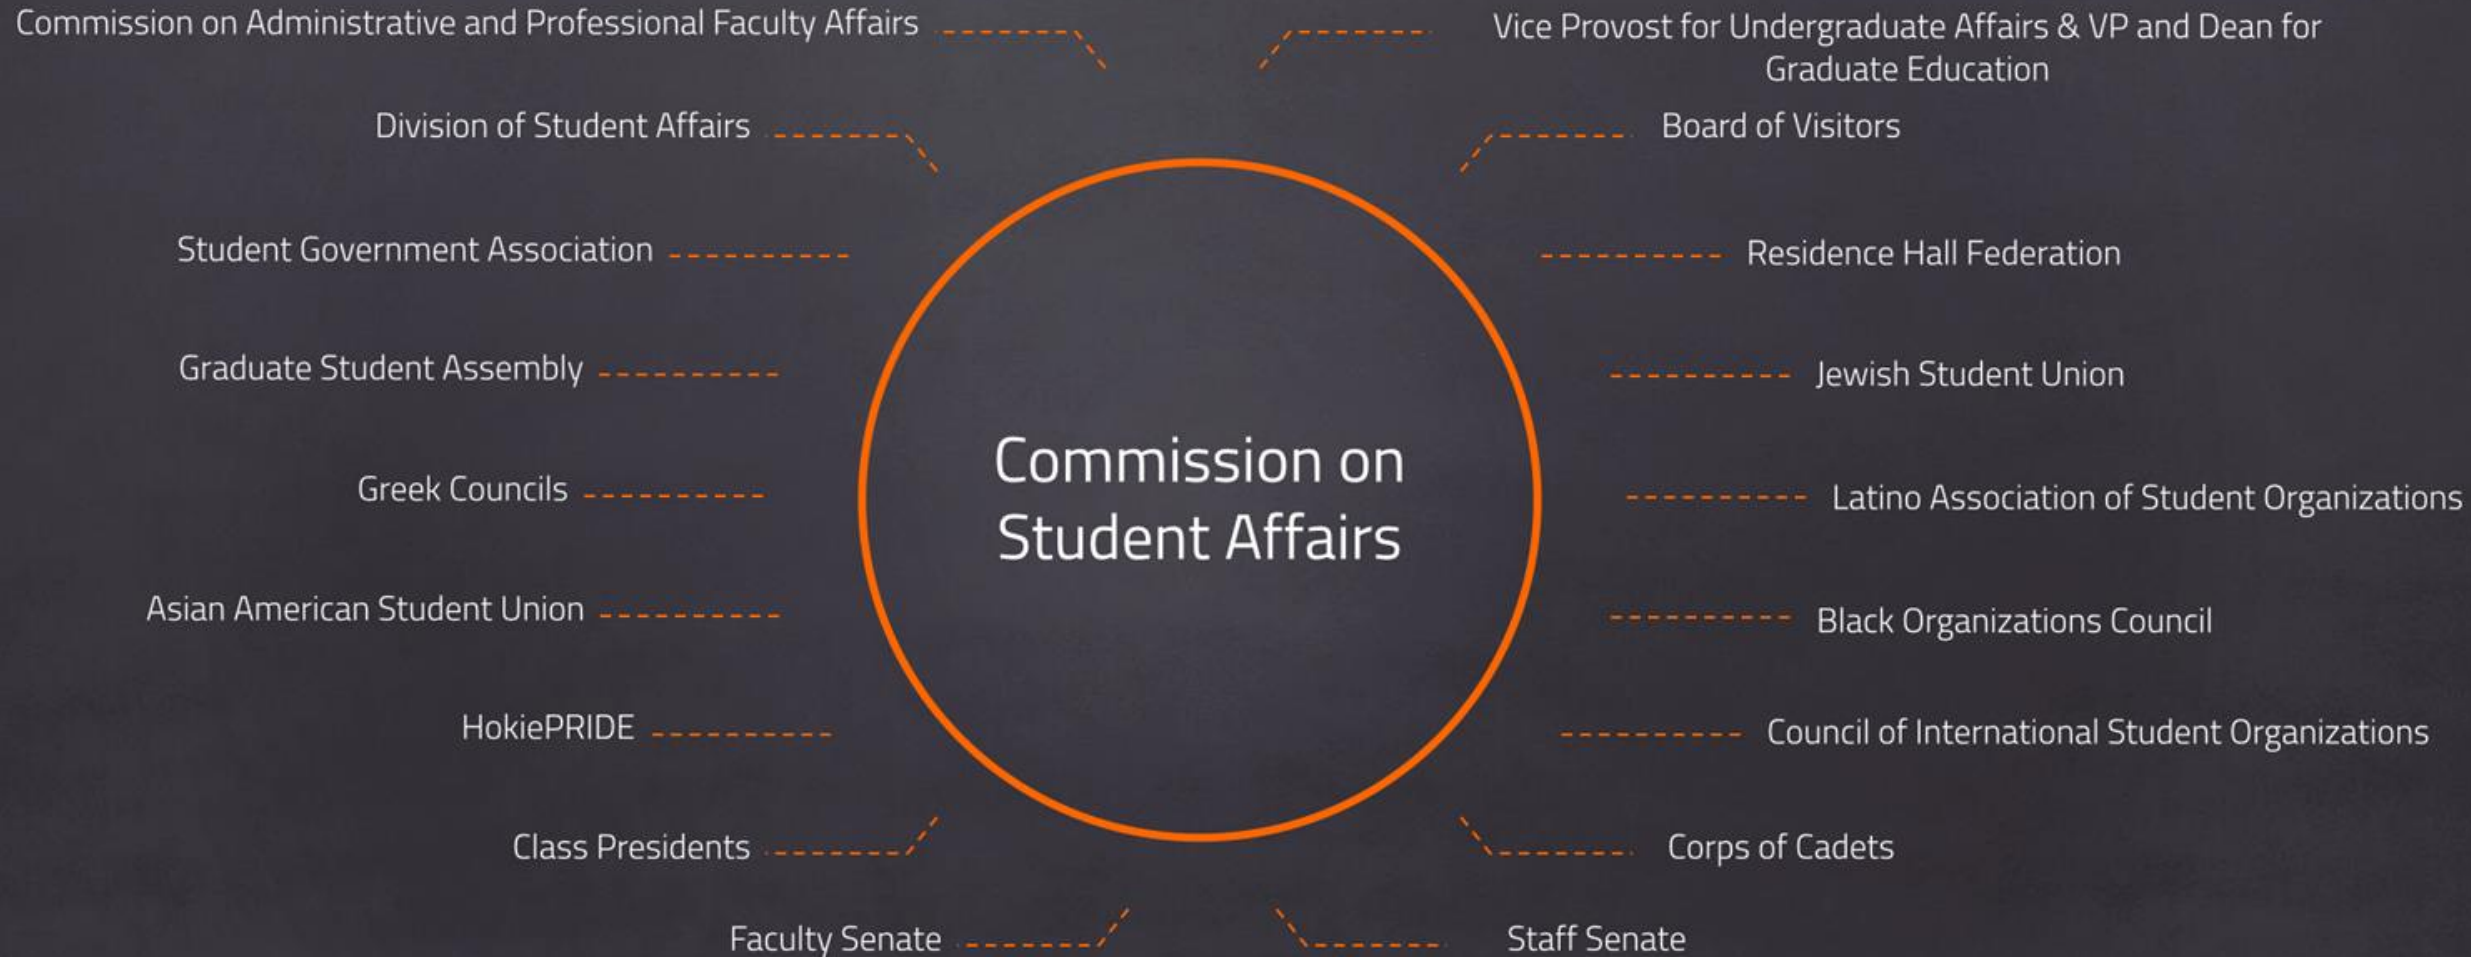 Commission on Administrative and Professional Faculty Affairs
Vice Provost for Undergraduate Affairs & VP and Dean for
Graduate Education
Division of Student Affairs
Board of Visitors
Student Government Association
Residence Hall Federation
Graduate Student Assembly
Jewish Student Union
Commission on
Student Affairs
Greek Councils
Latino Association of Student Organizations
Asian American Student Union
Black Organizations Council
HokiePRIDE
Council of International Student Organizations
Class Presidents
Corps of Cadets
Faculty Senate
Staff Senate